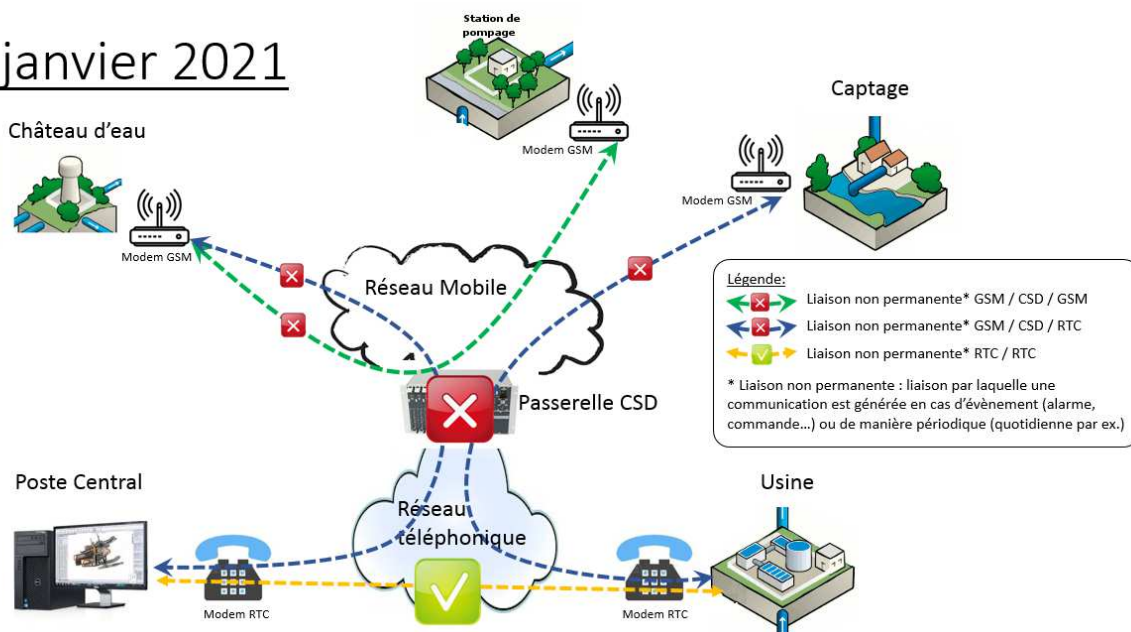 janvier 2021
Station de
pompage
Captage
Château d'eau
Modem GSM
Modem GSM
Modem GSM
Réseau Mobile
Légende:
Liaison non permanente* GSM / CSD / GSM
Liaison non permanente* GSM / CSD / RTC
Liaison non permanente* RTC / RTC
* Liaison non permanente : liaison par laquelle une
communication est générée en cas d'évènement (alarme,
commande…) ou de manière périodique (quotidienne par ex.)
Passerelle CSD
Poste Central
Usine
Réseau
téléphonique
Modem RTC
Modem RTC